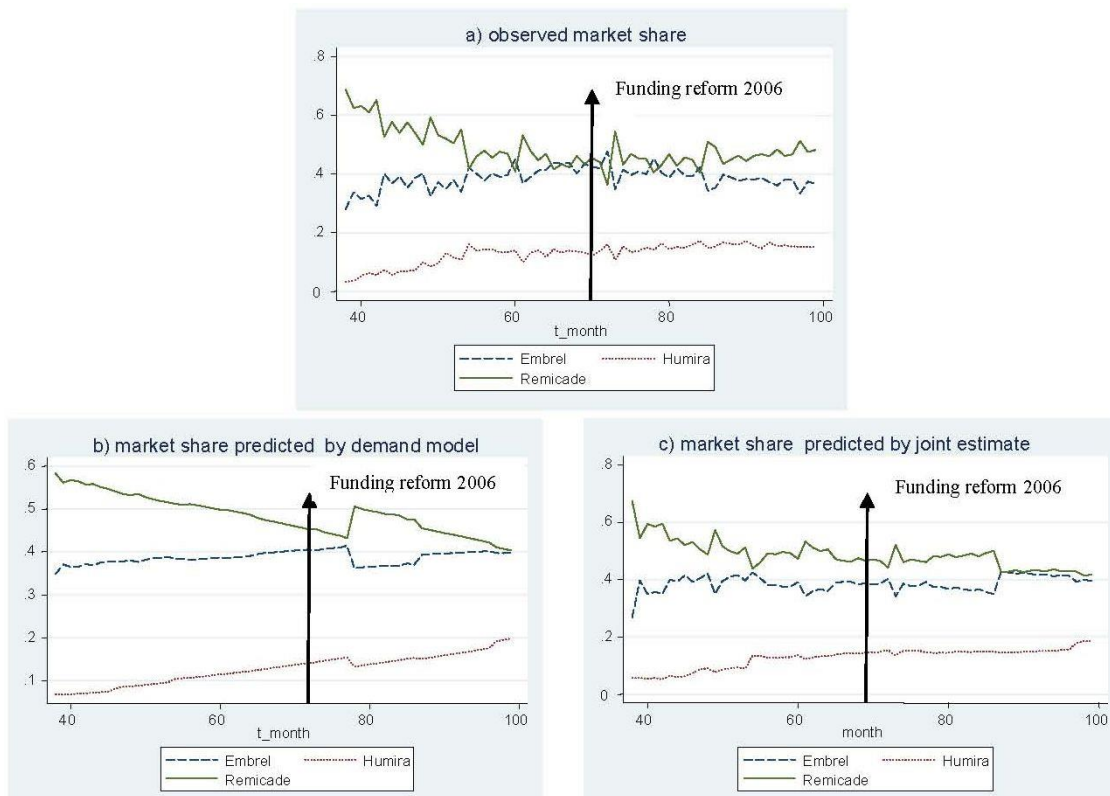 a) observed market share
.8
Funding reform 2006
.6
.4
.2
0
40 60 80 100
t_month
Embrel Humira
Remicade
b) market share predicted by demand model
.6
Funding reform 2006
.5
.4
.3
.2
.1
40 60 80 100
t_month
Embrel Humira
Remicade
c) market share predicted by joint estimate
.8
Funding reform 2006
.6
.4
.2
0
40 60 80 100
month
Embrel Humira
Remicade